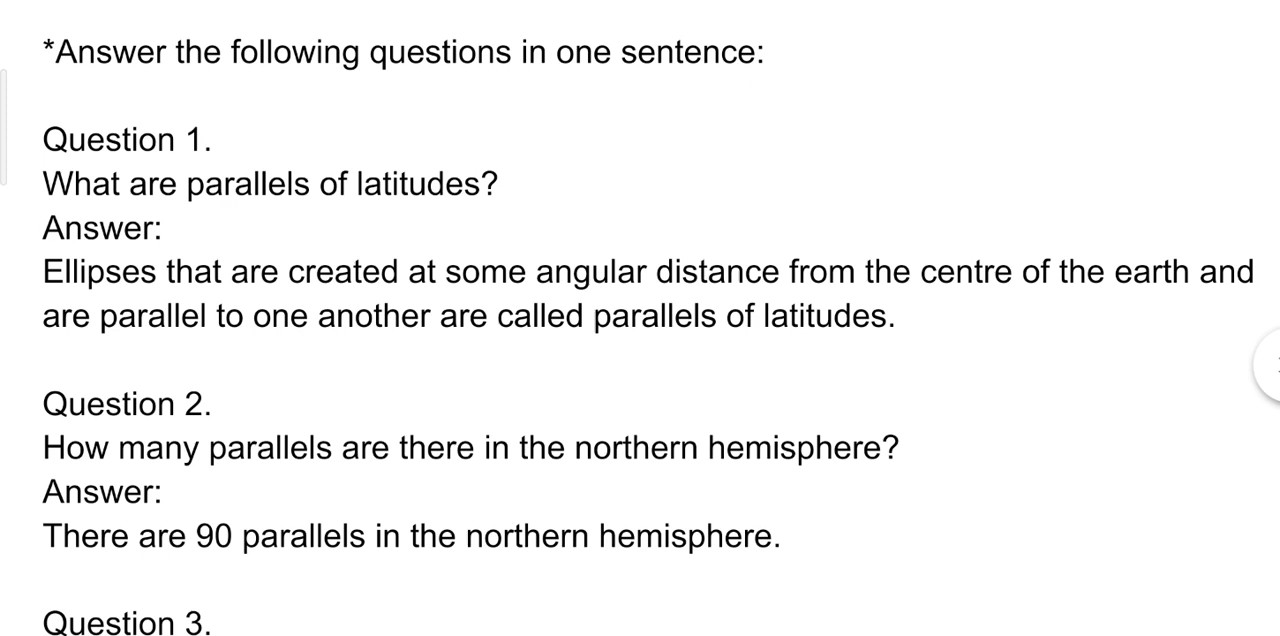 *Answer the following questions in one sentence:
Question 1.
What are parallels of latitudes?
Answer:
Ellipses that are created at some angular distance from the centre of the earth and
are parallel to one another are called parallels of latitudes.
Question 2.
How many parallels are there in the northern hemisphere?
Answer:
There are 90 parallels in the northern hemisphere.
Question 3.